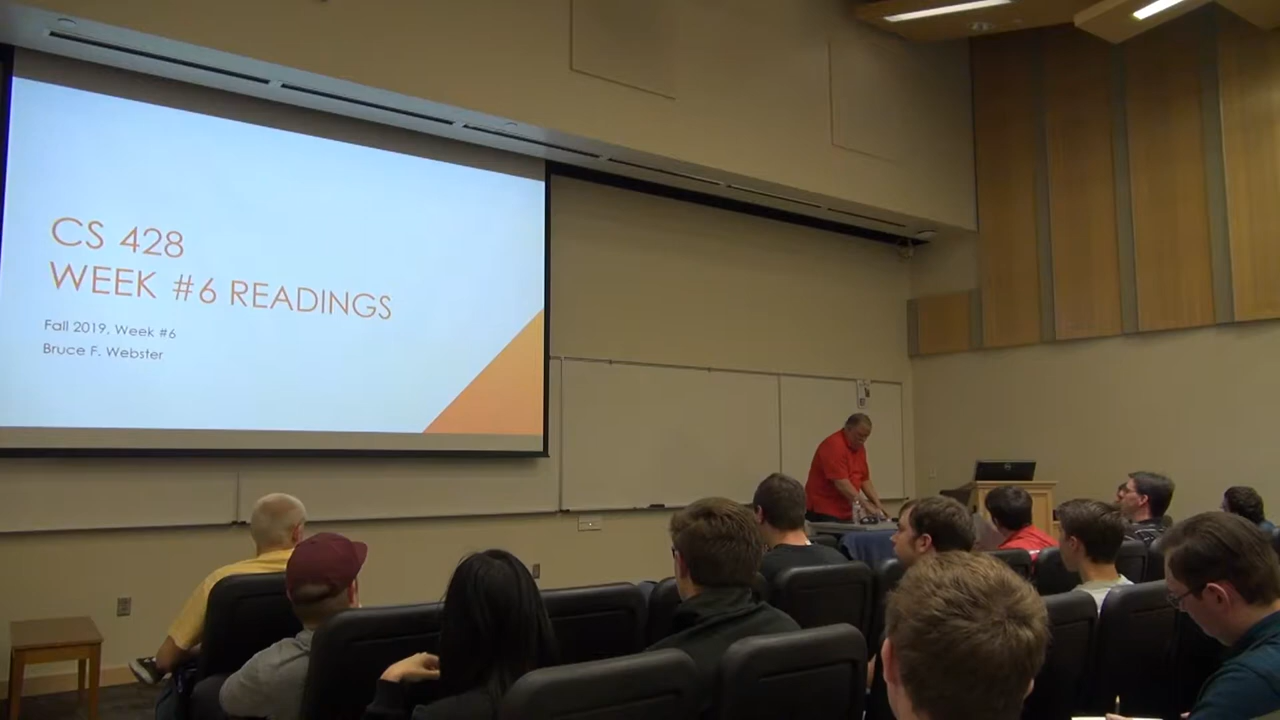 CS 428
WEEK #6 READINGS
Fall 2019, Week #6
Bruce F. Webster